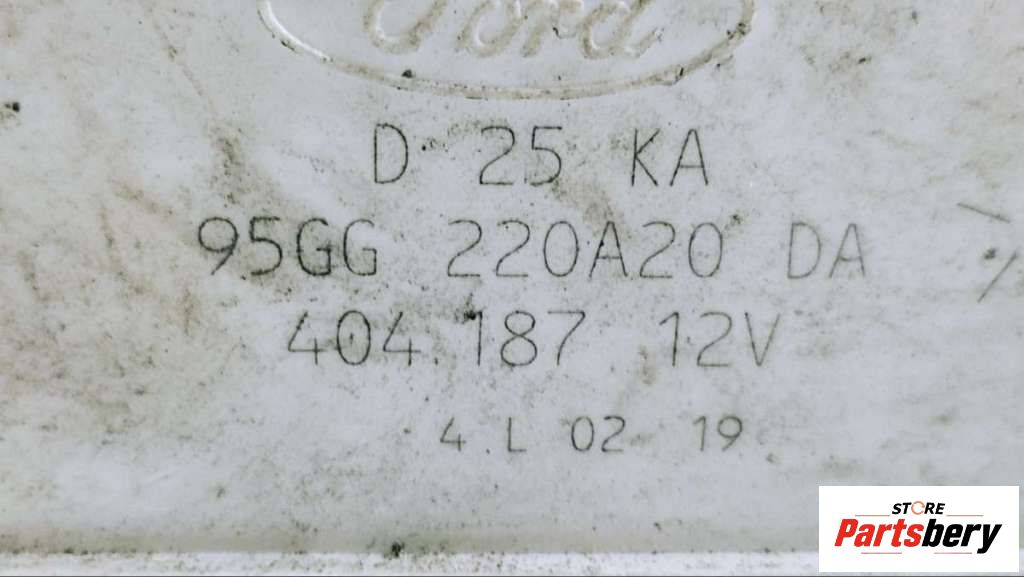 Ford
D 25 KA
95GG 220A20 DA
404.187 12V
4.L 02 19
STORE
Partsbery